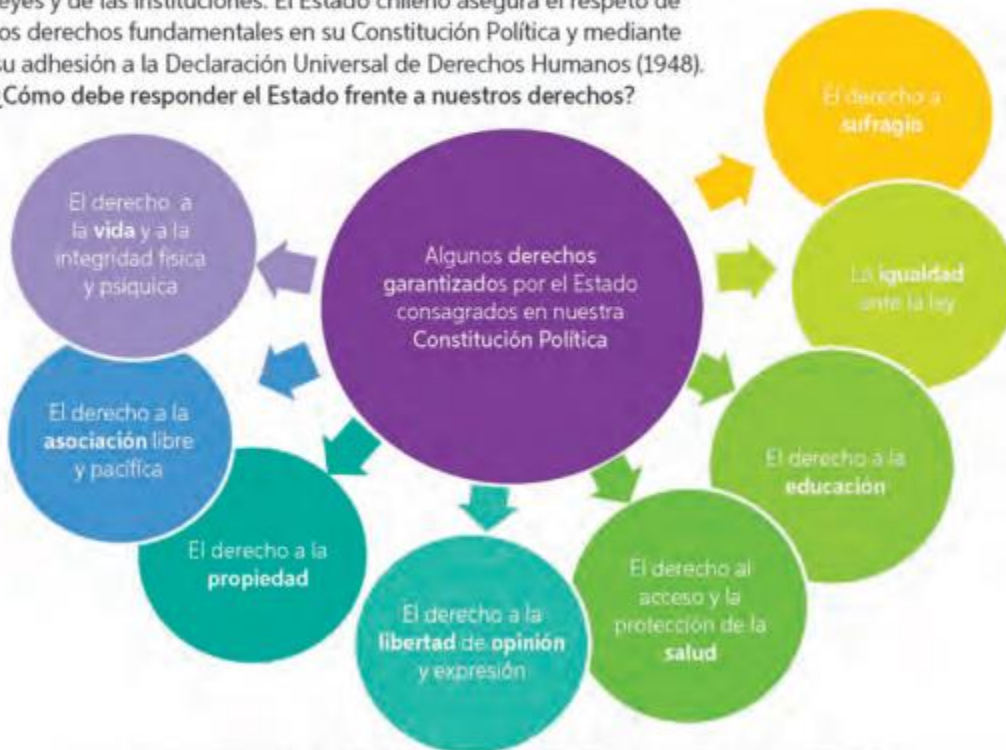 eyes y de las instituciones. El Estado chileno asegura el respeto de
os derechos fundamentales en su Constitución Política y mediante
su adhesión a la Declaración Universal de Derechos Humanos (1948).
¿Cómo debe responder el Estado frente a nuestros derechos?
Algunos derechos
garantizados por el Estado
consagrados en nuestra
Constitución Política
El derecho a
la vida y a la
integridad física
y psíquica
El derecho a la
asociación libre
y pacífica
El derecho a la
propiedad
El derecho a la
libertad de opinión
y expresión
El derecho al
acceso y la
protección de la
salud
El derecho a la
educación
La igualdad
ante la ley
El derecho a
sufragio